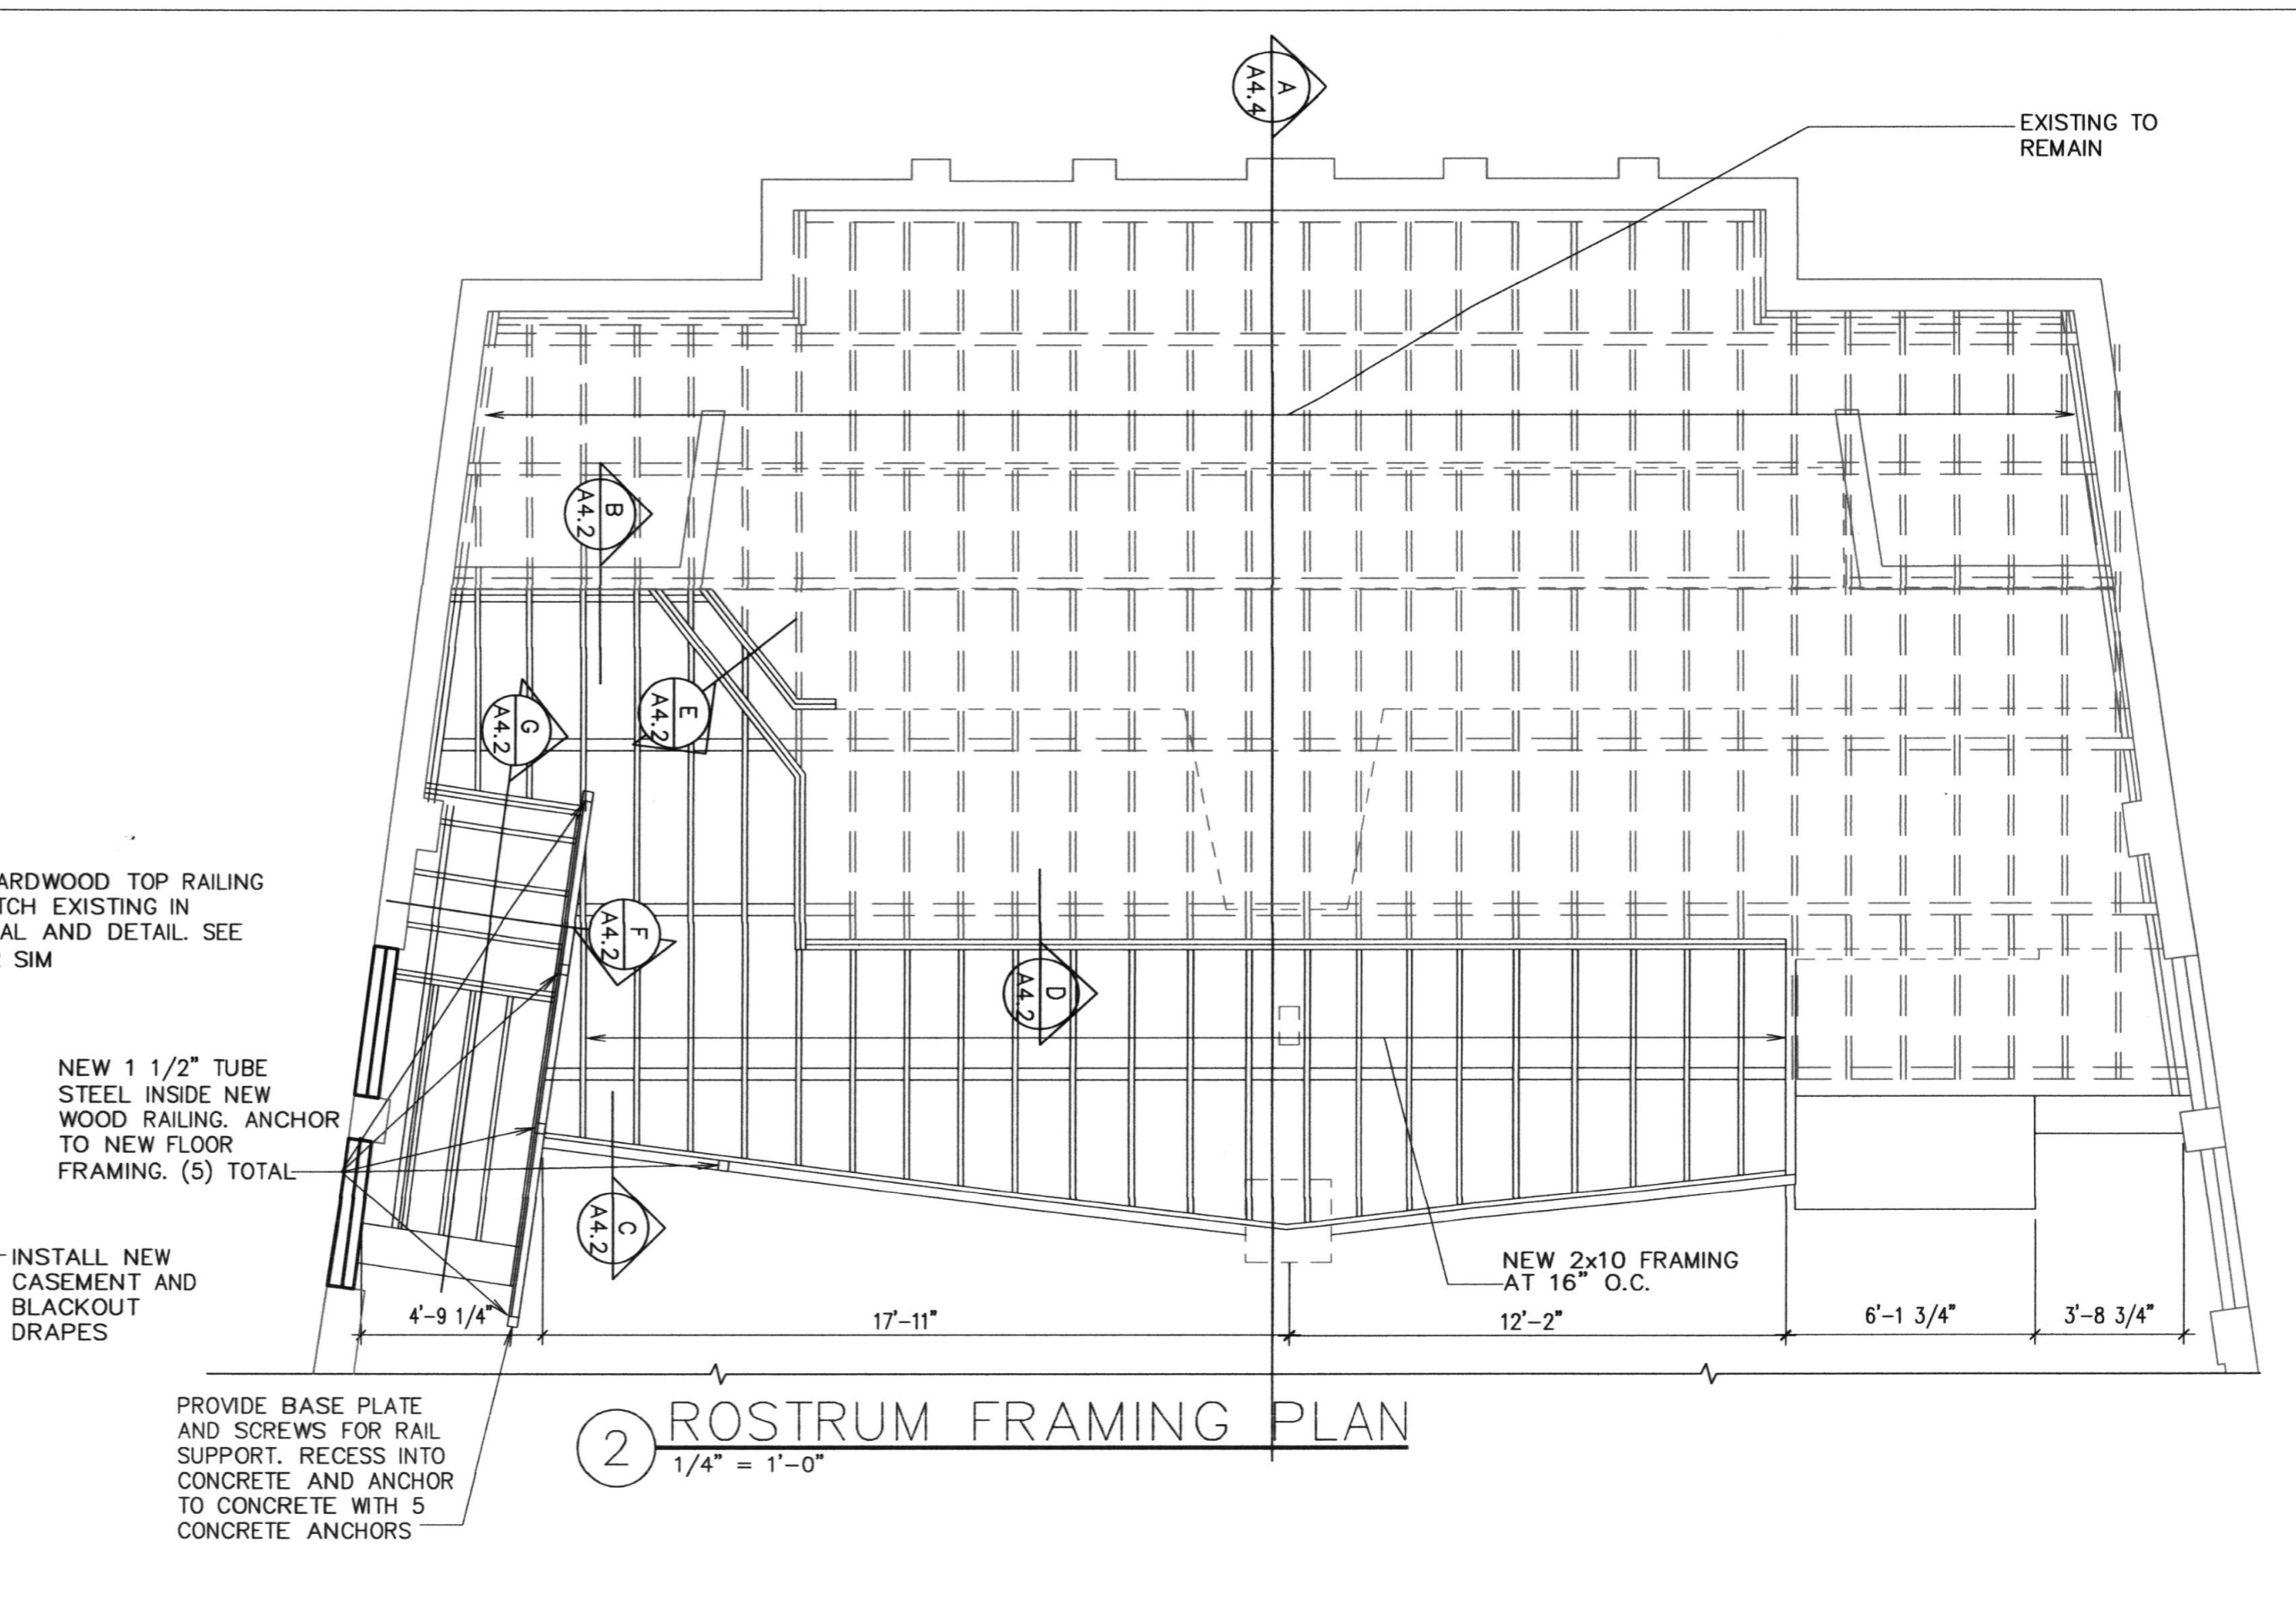 A
A4.4
EXISTING TO
REMAIN
B
A4.2
G
A4.2
E
A4.2
ARDWOOD TOP RAILING
TCH EXISTING IN
AL AND DETAIL. SEE
SIM
F
A4.2
D
A4.2
NEW 1 1/2" TUBE
STEEL INSIDE NEW
WOOD RAILING. ANCHOR
TO NEW FLOOR
FRAMING. (5) TOTAL
C
A4.2
INSTALL NEW
CASEMENT AND
BLACKOUT
DRAPES
NEW 2x10 FRAMING
AT 16" O.C.
4'-9 1/4"
17'-11"
12'-2"
6'-1 3/4"
3'-8 3/4"
PROVIDE BASE PLATE
AND SCREWS FOR RAIL
SUPPORT. RECESS INTO
CONCRETE AND ANCHOR
TO CONCRETE WITH 5
CONCRETE ANCHORS
2
ROSTRUM FRAMING PLAN
1/4" = 1'-0"